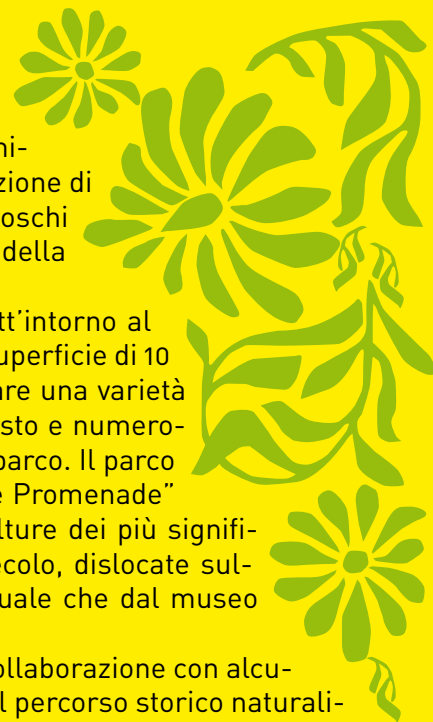 ni-
zione di
oschi
della
tt'intorno al
uperficie di 10
are una varietà
sto e numero-
parco. Il parco
e Promenade”
lture dei più signifi-
ecolo, dislocate sul-
uale che dal museo
ollaborazione con alcu-
l percorso storico naturali-